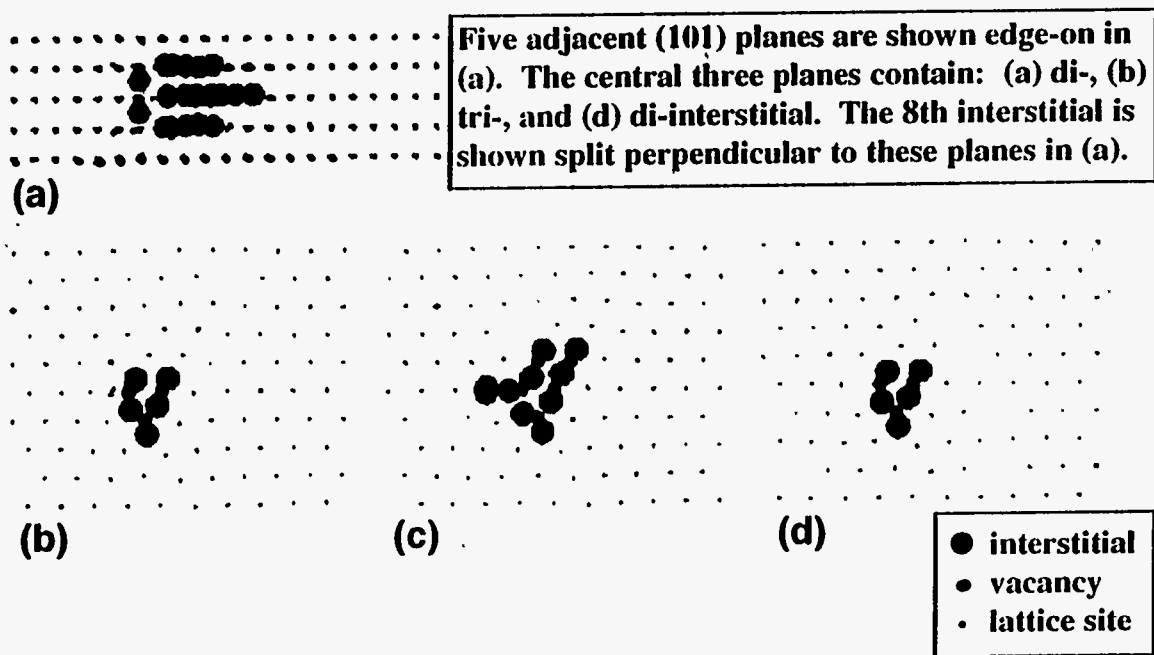 Five adjacent (101) planes are shown edge-on in
(a). The central three planes contain: (a) di-, (b)
tri-, and (d) di-interstitial. The 8th interstitial is
shown split perpendicular to these planes in (a).
(a)
(b)
(c)
(d)
interstitial
vacancy
lattice site